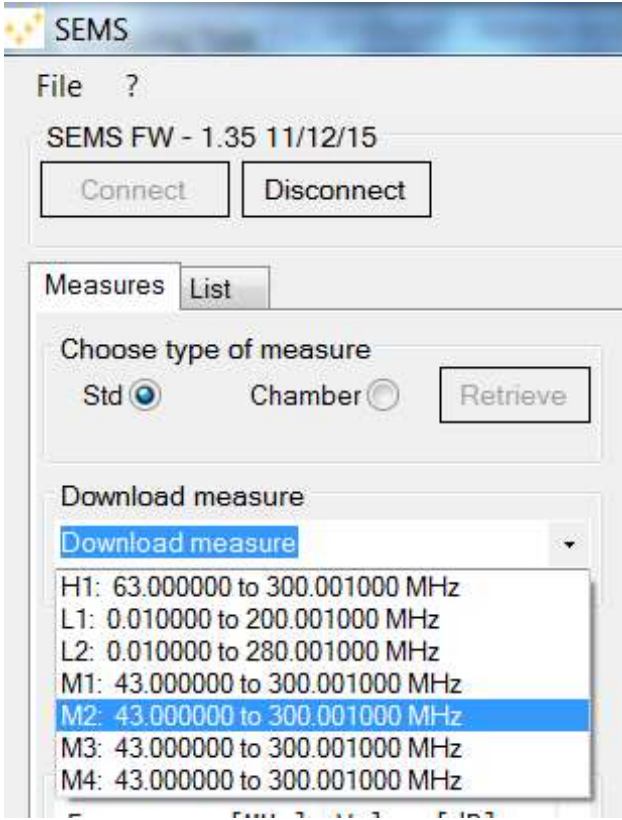 SEMS
File ?
SEMS FW - 1.35 11/12/15
Connect Disconnect
Measures List
Choose type of measure
Std Chamber Retrieve
Download measure
Download measure
H1: 63.000000 to 300.001000 MHz
L1: 0.010000 to 200.001000 MHz
L2: 0.010000 to 280.001000 MHz
M1: 43.000000 to 300.001000 MHz
M2: 43.000000 to 300.001000 MHz
M3: 43.000000 to 300.001000 MHz
M4: 43.000000 to 300.001000 MHz